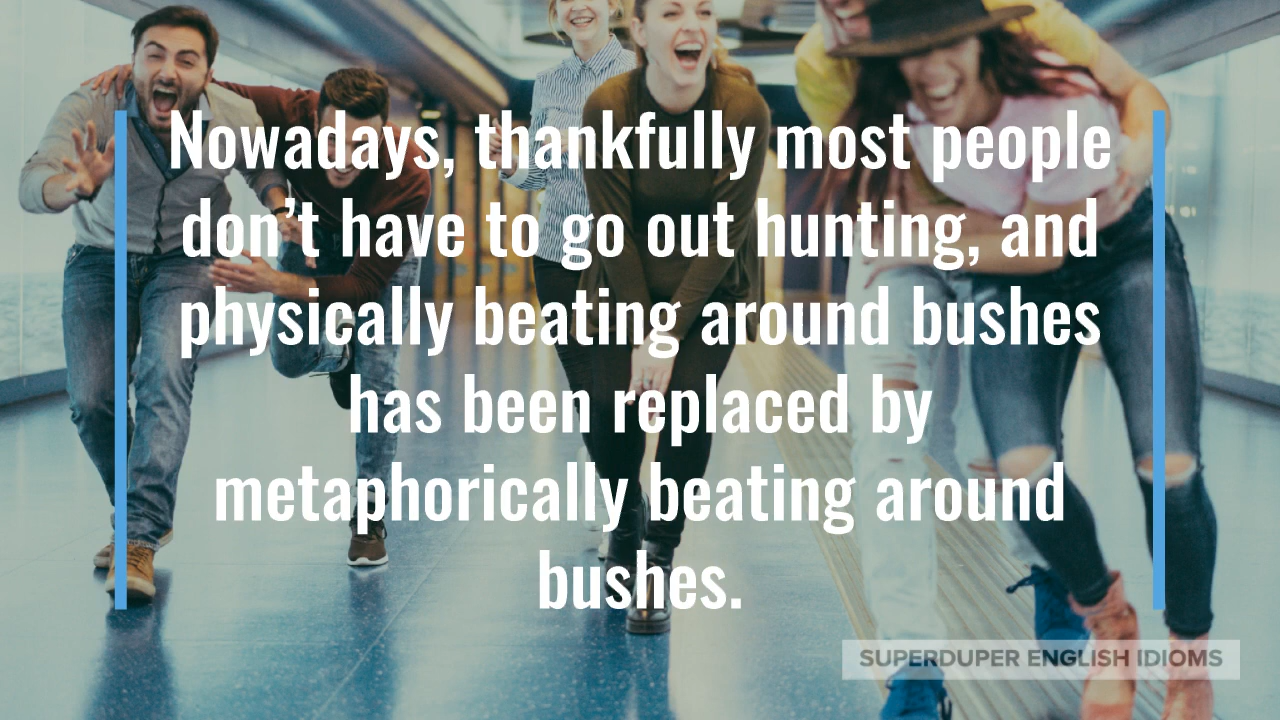 Nowadays, thankfully most people
don't have to go out hunting, and
physically beating around bushes
has been replaced by
metaphorically beating around
bushes.
SUPERDUPER ENGLISH IDIOMS